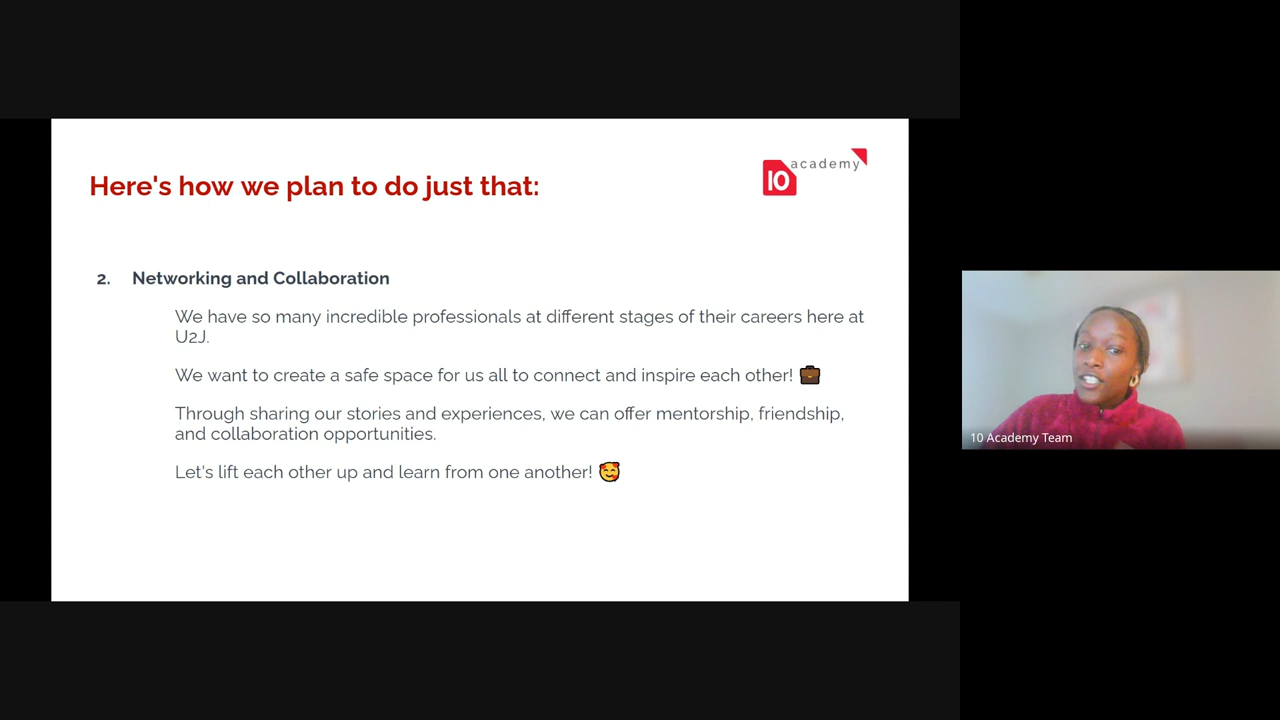 Here's how we plan to do just that:
10 academy
2. Networking and Collaboration
We have so many incredible professionals at different stages of their careers here at
U2J.
We want to create a safe space for us all to connect and inspire each other! 💼
Through sharing our stories and experiences, we can offer mentorship, friendship,
and collaboration opportunities.
Let's lift each other up and learn from one another! 🥰
10 Academy Team